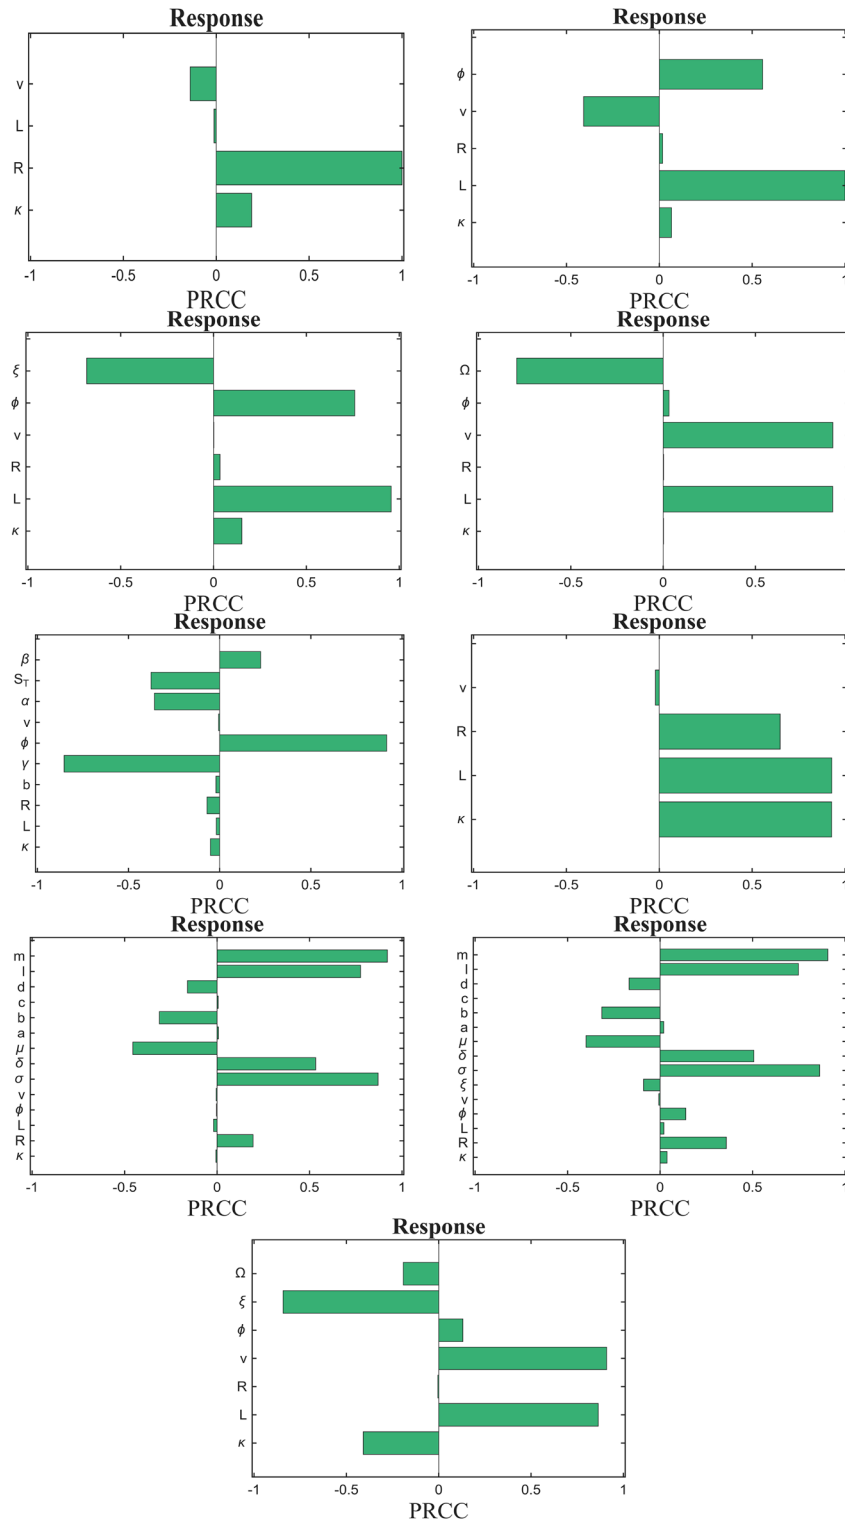 Response
v
L
R
κ
-1 -0.5 0 0.5 1
PRCC
Response
ϕ
v
R
L
κ
-1 -0.5 0 0.5 1
PRCC
Response
ξ
ϕ
v
R
L
κ
-1 -0.5 0 0.5 1
PRCC
Response
Ω
ϕ
v
R
L
κ
-1 -0.5 0 0.5 1
PRCC
Response
β
S_T
α
v
ϕ
γ
b
R
L
κ
-1 -0.5 0 0.5 1
PRCC
Response
v
R
L
κ
-1 -0.5 0 0.5 1
PRCC
Response
m
l
d
c
b
a
μ
δ
σ
v
ϕ
L
R
κ
-1 -0.5 0 0.5 1
PRCC
Response
m
l
d
c
b
a
μ
δ
σ
ξ
v
ϕ
L
R
κ
-1 -0.5 0 0.5 1
PRCC
Response
Ω
ξ
ϕ
v
R
L
κ
-1 -0.5 0 0.5 1
PRCC